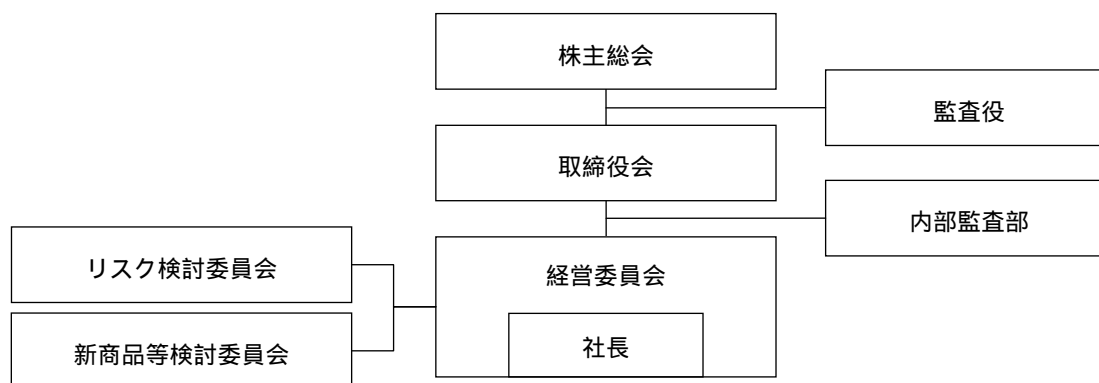 株主総会
監査役
取締役会
内部監査部
リスク検討委員会
経営委員会
新商品等検討委員会
社長